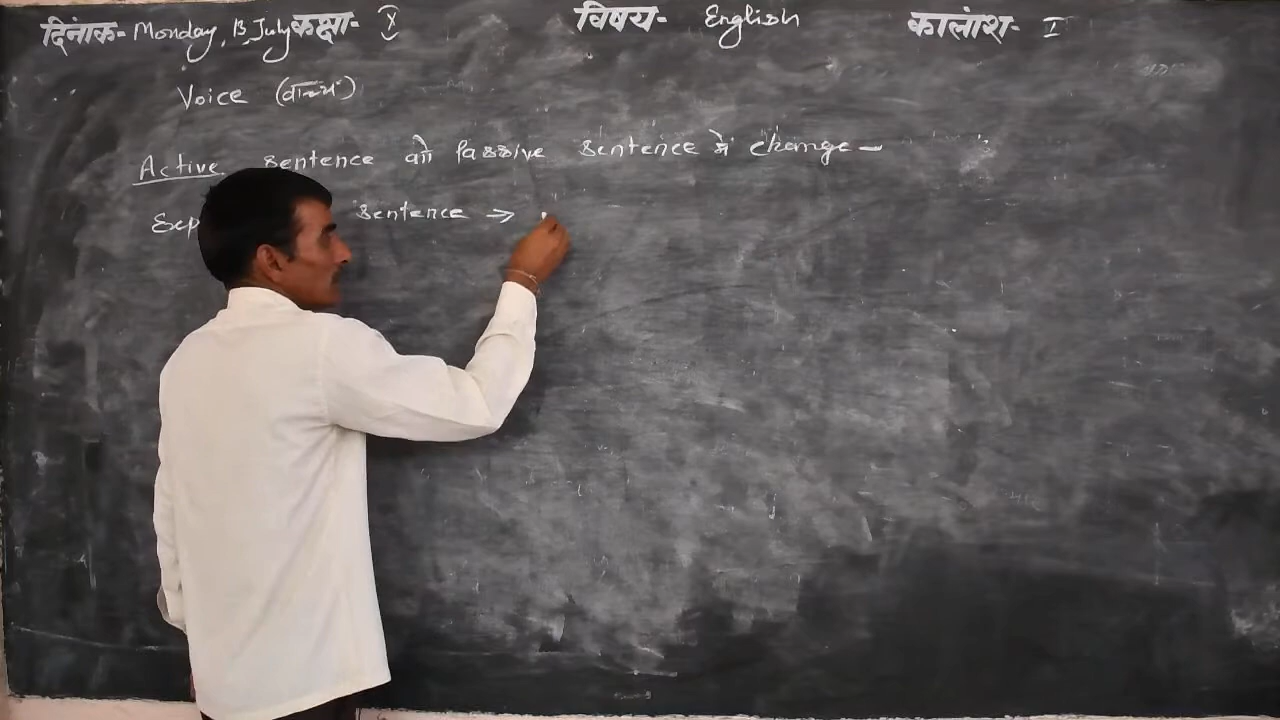 दिनांक- Monday, 13, July कक्षा- X विषय- English कालांश- I
Voice (वाच्य)
Active sentence को Passive sentence में change -
sentence →